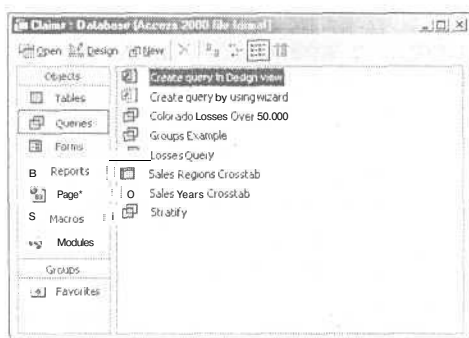 Claims : Database (Access 2000 file format)
Open Design New
Objects
Tables
Queries
Forms
B Reports
Page"
S Macros
Modules
Groups
Favorites
Create query in Design view
Create query by using wizard
Colorado Losses Over 50.000
Groups Example
Losses Query
Sales Regions Crosstab
O Sales Years Crosstab
Stratify